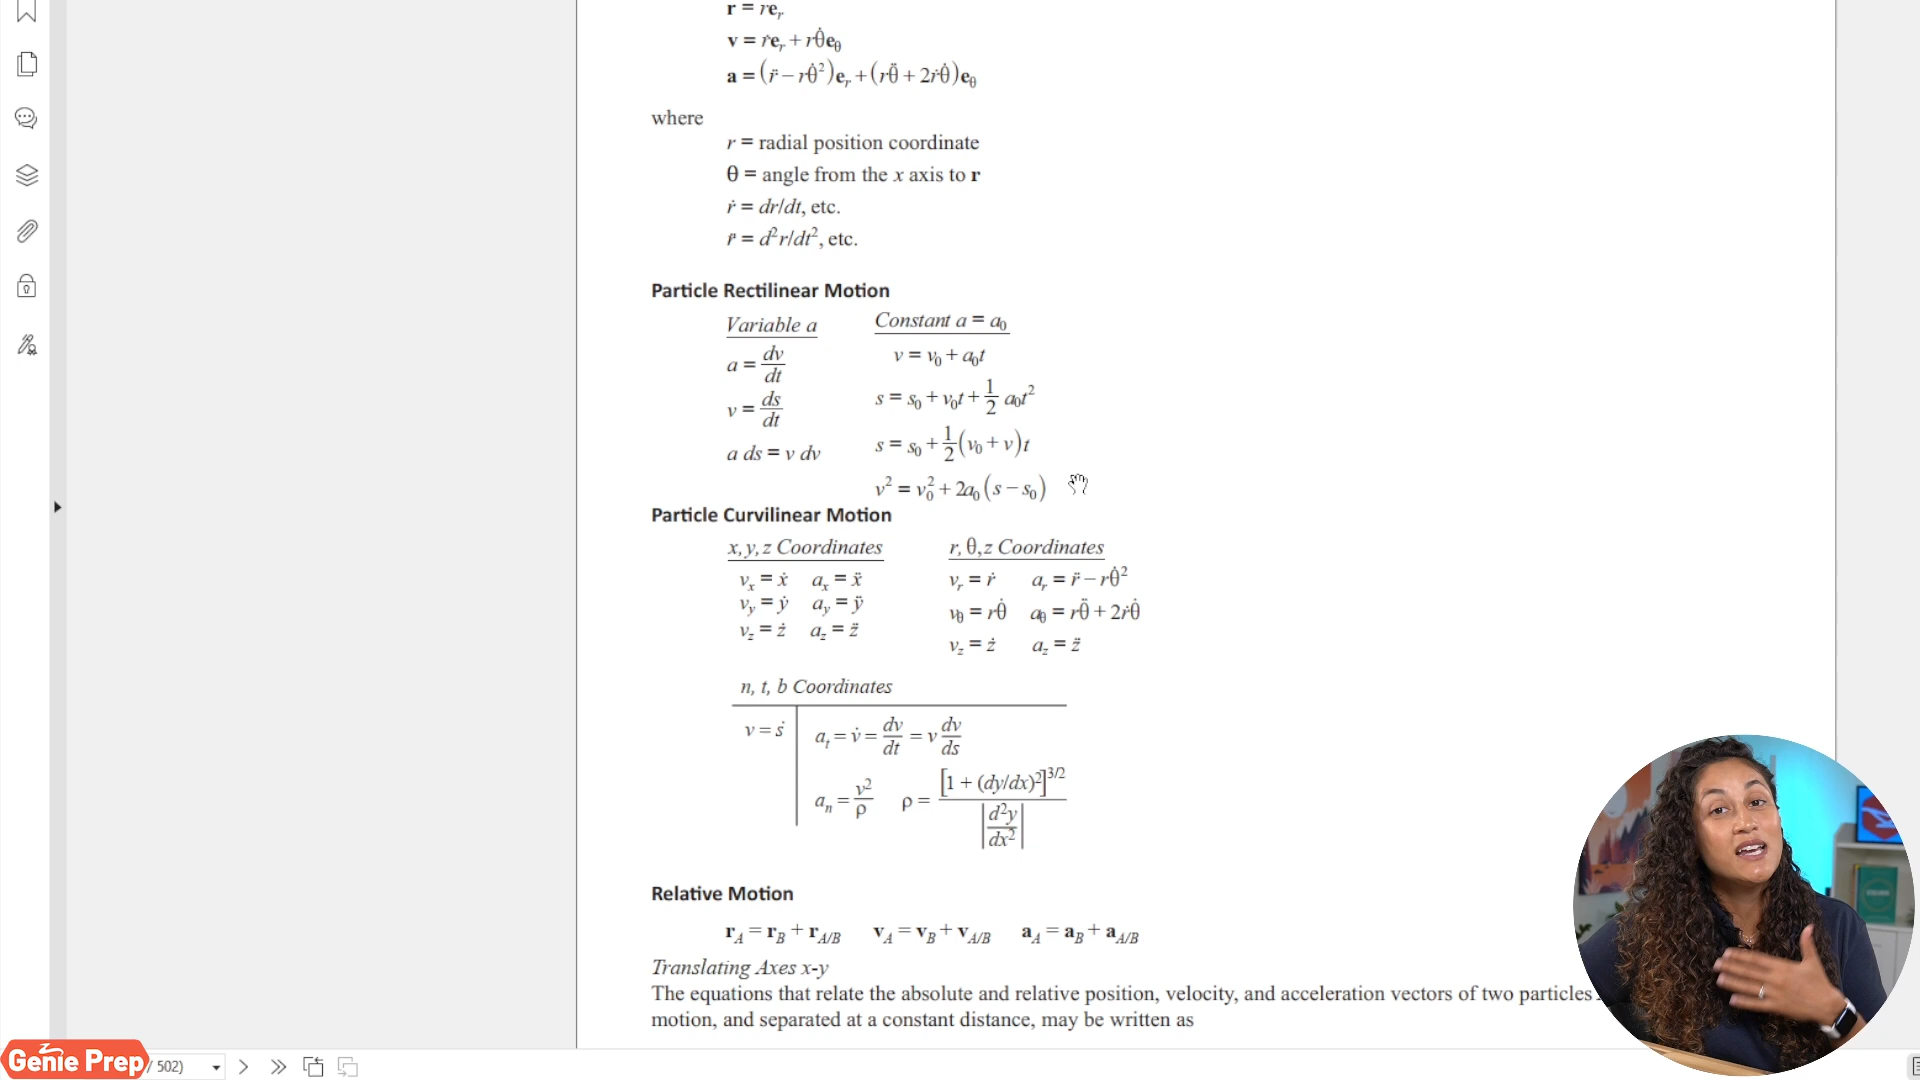 r = re_r
v = ṙe_r + rθ̇e_θ
a = (r̈ − rθ̇²)e_r + (rθ̈ + 2ṙθ̇)e_θ
where
r = radial position coordinate
θ = angle from the x axis to r
ṙ = dr/dt, etc.
r̈ = d²r/dt², etc.
Particle Rectilinear Motion
Variable a
a = dv/dt
v = ds/dt
a ds = v dv
Constant a = a₀
v = v₀ + a₀t
s = s₀ + v₀t + 1/2 a₀t²
s = s₀ + 1/2 (v₀ + v)t
v² = v₀² + 2a₀(s − s₀)
Particle Curvilinear Motion
x, y, z Coordinates
v_x = ẋ a_x = ẍ
v_y = ẏ a_y = ÿ
v_z = ż a_z = z̈
r, θ, z Coordinates
v_r = ṙ a_r = r̈ − rθ̇²
v_θ = rθ̇ a_θ = rθ̈ + 2ṙθ̇
v_z = ż a_z = z̈
n, t, b Coordinates
v = ṡ
a_t = v̇ = dv/dt = v dv/ds
a_n = v²/ρ ρ = [1 + (dy/dx)²]^3/2 / |d²y/dx²|
Relative Motion
r_A = r_B + r_A/B v_A = v_B + v_A/B a_A = a_B + a_A/B
Translating Axes x-y
The equations that relate the absolute and relative position, velocity, and acceleration vectors of two particles
motion, and separated at a constant distance, may be written as
Genie Prep
/ 502)